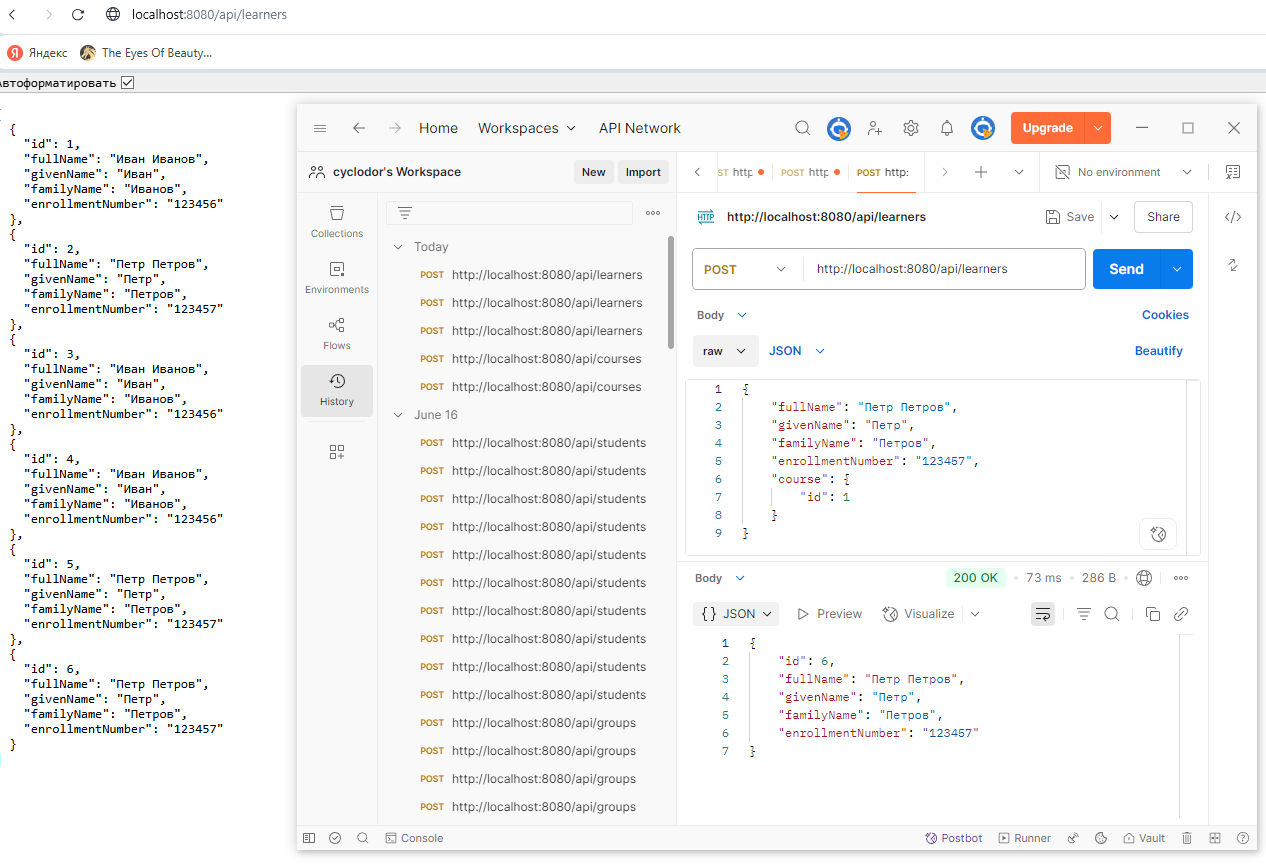 localhost:8080/api/learners
Я Яндекс The Eyes Of Beauty...
Автоформатировать
{
"id": 1,
"fullName": "Иван Иванов",
"givenName": "Иван",
"familyName": "Иванов",
"enrollmentNumber": "123456"
},
{
"id": 2,
"fullName": "Петр Петров",
"givenName": "Петр",
"familyName": "Петров",
"enrollmentNumber": "123457"
},
{
"id": 3,
"fullName": "Иван Иванов",
"givenName": "Иван",
"familyName": "Иванов",
"enrollmentNumber": "123456"
},
{
"id": 4,
"fullName": "Иван Иванов",
"givenName": "Иван",
"familyName": "Иванов",
"enrollmentNumber": "123456"
},
{
"id": 5,
"fullName": "Петр Петров",
"givenName": "Петр",
"familyName": "Петров",
"enrollmentNumber": "123457"
},
{
"id": 6,
"fullName": "Петр Петров",
"givenName": "Петр",
"familyName": "Петров",
"enrollmentNumber": "123457"
}
Home Workspaces API Network Upgrade
cyclodor's Workspace New Import
ST http POST http POST http: No environment
Collections
Environments
Flows
History
Today
POST http://localhost:8080/api/learners
POST http://localhost:8080/api/learners
POST http://localhost:8080/api/learners
POST http://localhost:8080/api/courses
POST http://localhost:8080/api/courses
June 16
POST http://localhost:8080/api/students
POST http://localhost:8080/api/students
POST http://localhost:8080/api/students
POST http://localhost:8080/api/students
POST http://localhost:8080/api/students
POST http://localhost:8080/api/students
POST http://localhost:8080/api/students
POST http://localhost:8080/api/students
POST http://localhost:8080/api/students
POST http://localhost:8080/api/students
POST http://localhost:8080/api/groups
POST http://localhost:8080/api/groups
POST http://localhost:8080/api/groups
POST http://localhost:8080/api/groups
HTTP http://localhost:8080/api/learners Save Share </>
POST http://localhost:8080/api/learners Send
Body Cookies
raw JSON Beautify
1 {
2 "fullName": "Петр Петров",
3 "givenName": "Петр",
4 "familyName": "Петров",
5 "enrollmentNumber": "123457",
6 "course": {
7 "id": 1
8 }
9 }
Body 200 OK 73 ms 286 B
{} JSON Preview Visualize
1 {
2 "id": 6,
3 "fullName": "Петр Петров",
4 "givenName": "Петр",
5 "familyName": "Петров",
6 "enrollmentNumber": "123457"
7 }
Console Postbot Runner Vault